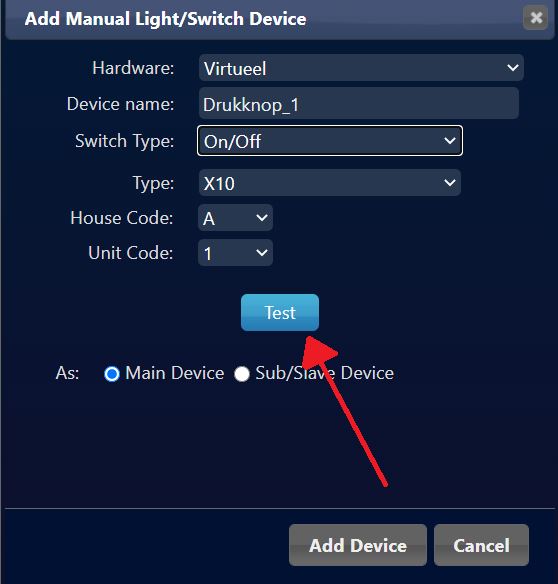 Add Manual Light/Switch Device
Hardware: Virtueel
Device name: Drukknop_1
Switch Type: On/Off
Type: X10
House Code: A
Unit Code: 1
Test
As: Main Device Sub/Slave Device
Add Device Cancel